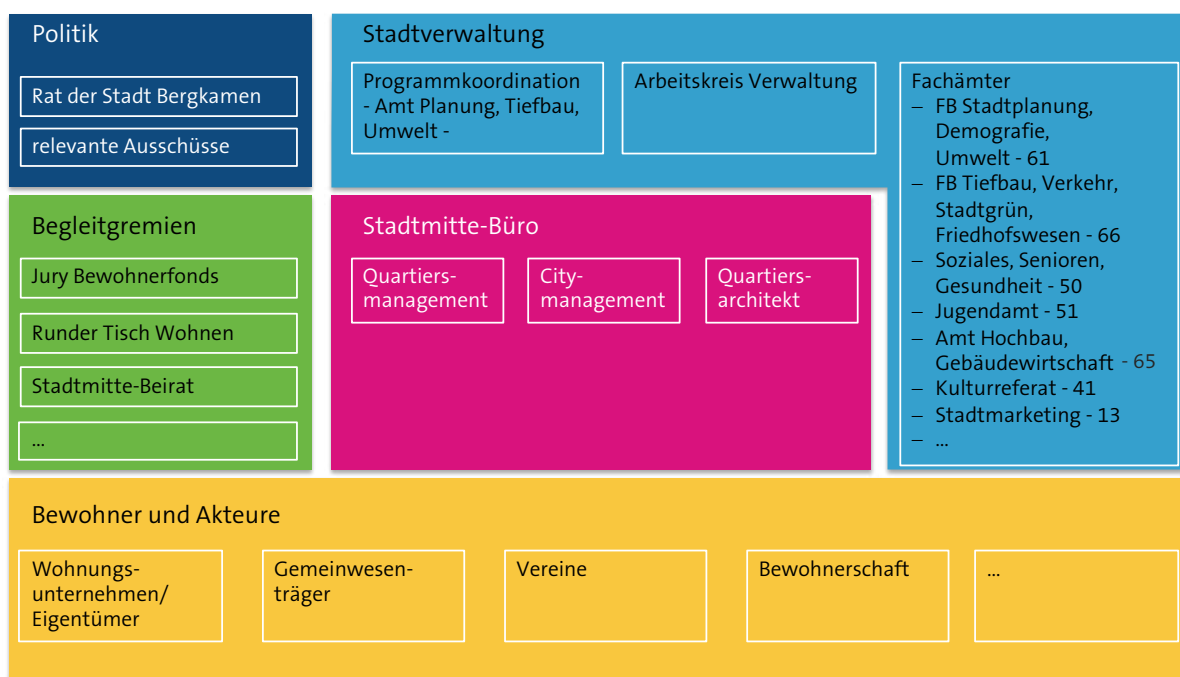 Politik
Rat der Stadt Bergkamen
relevante Ausschüsse
Stadtverwaltung
Programmkoordination
- Amt Planung, Tiefbau,
Umwelt -
Arbeitskreis Verwaltung
Fachämter
– FB Stadtplanung,
Demografie,
Umwelt - 61
– FB Tiefbau, Verkehr,
Stadtgrün,
Friedhofswesen - 66
– Soziales, Senioren,
Gesundheit - 50
– Jugendamt - 51
– Amt Hochbau,
Gebäudewirtschaft - 65
– Kulturreferat - 41
– Stadtmarketing - 13
– ...
Begleitgremien
Jury Bewohnerfonds
Runder Tisch Wohnen
Stadtmitte-Beirat
...
Stadtmitte-Büro
Quartiers-
management
City-
management
Quartiers-
architekt
Bewohner und Akteure
Wohnungs-
unternehmen/
Eigentümer
Gemeinwesen-
träger
Vereine
Bewohnerschaft
...